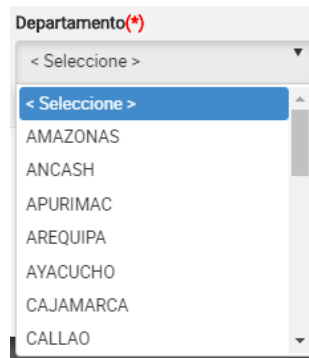 Departamento(*)
< Seleccione >
< Seleccione >
AMAZONAS
ANCASH
APURIMAC
AREQUIPA
AYACUCHO
CAJAMARCA
CALLAO